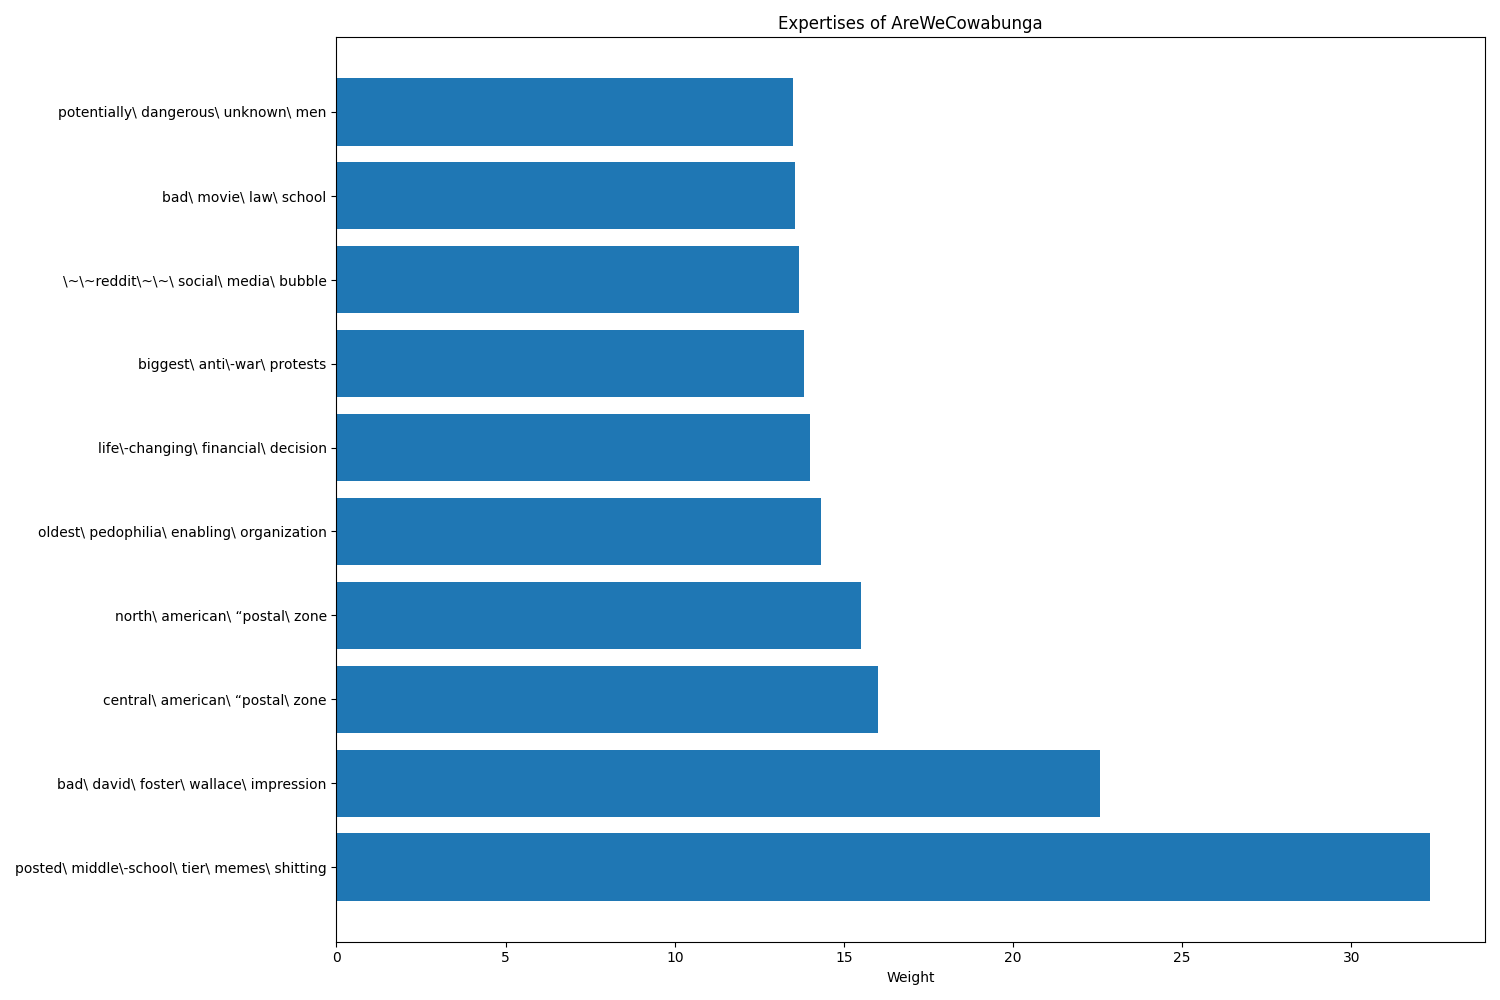 Expertises of AreWeCowabunga
potentially\ dangerous\ unknown\ men
bad\ movie\ law\ school
\~\~reddit\~\~\ social\ media\ bubble
biggest\ anti\-war\ protests
life\-changing\ financial\ decision
oldest\ pedophilia\ enabling\ organization
north\ american\ “postal\ zone
central\ american\ “postal\ zone
bad\ david\ foster\ wallace\ impression
posted\ middle\-school\ tier\ memes\ shitting
0 5 10 15 20 25 30
Weight